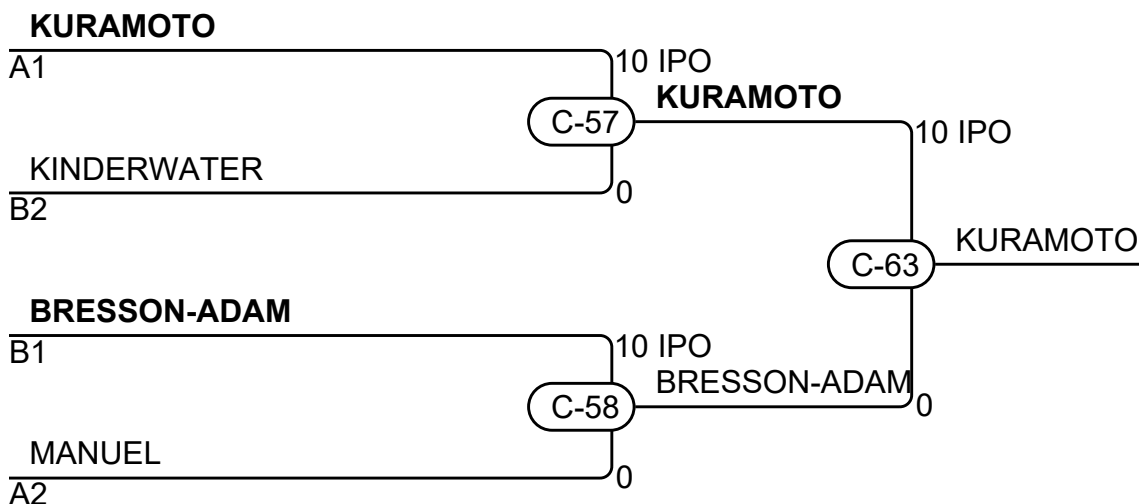 KURAMOTO
A1
10 IPO
C-57
KURAMOTO
10 IPO
KINDERWATER
B2
0
C-63
KURAMOTO
BRESSON-ADAM
B1
10 IPO
C-58
BRESSON-ADAM
0
MANUEL
A2
0